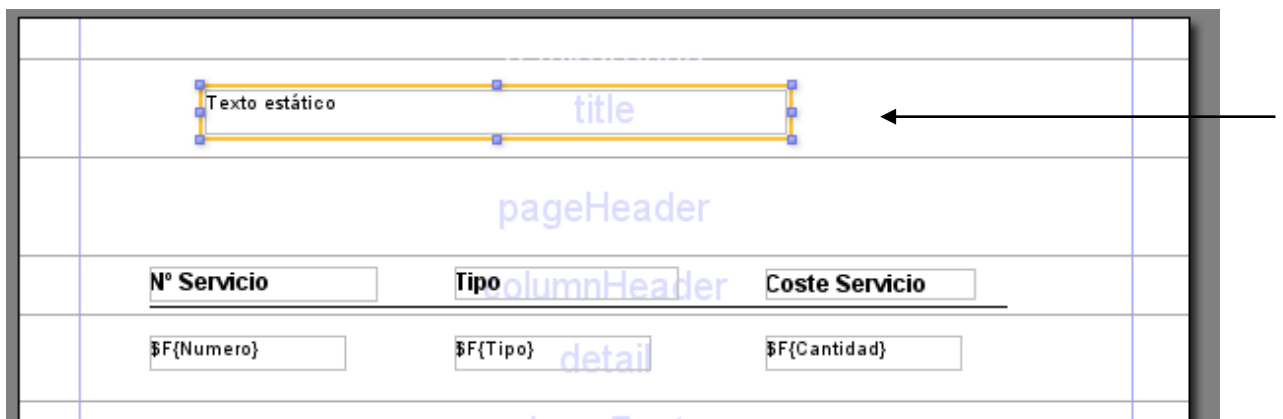 Texto estático
title
pageHeader
Nº Servicio Tipo columnHeader Coste Servicio
$F{Numero} $F{Tipo} detail $F{Cantidad}